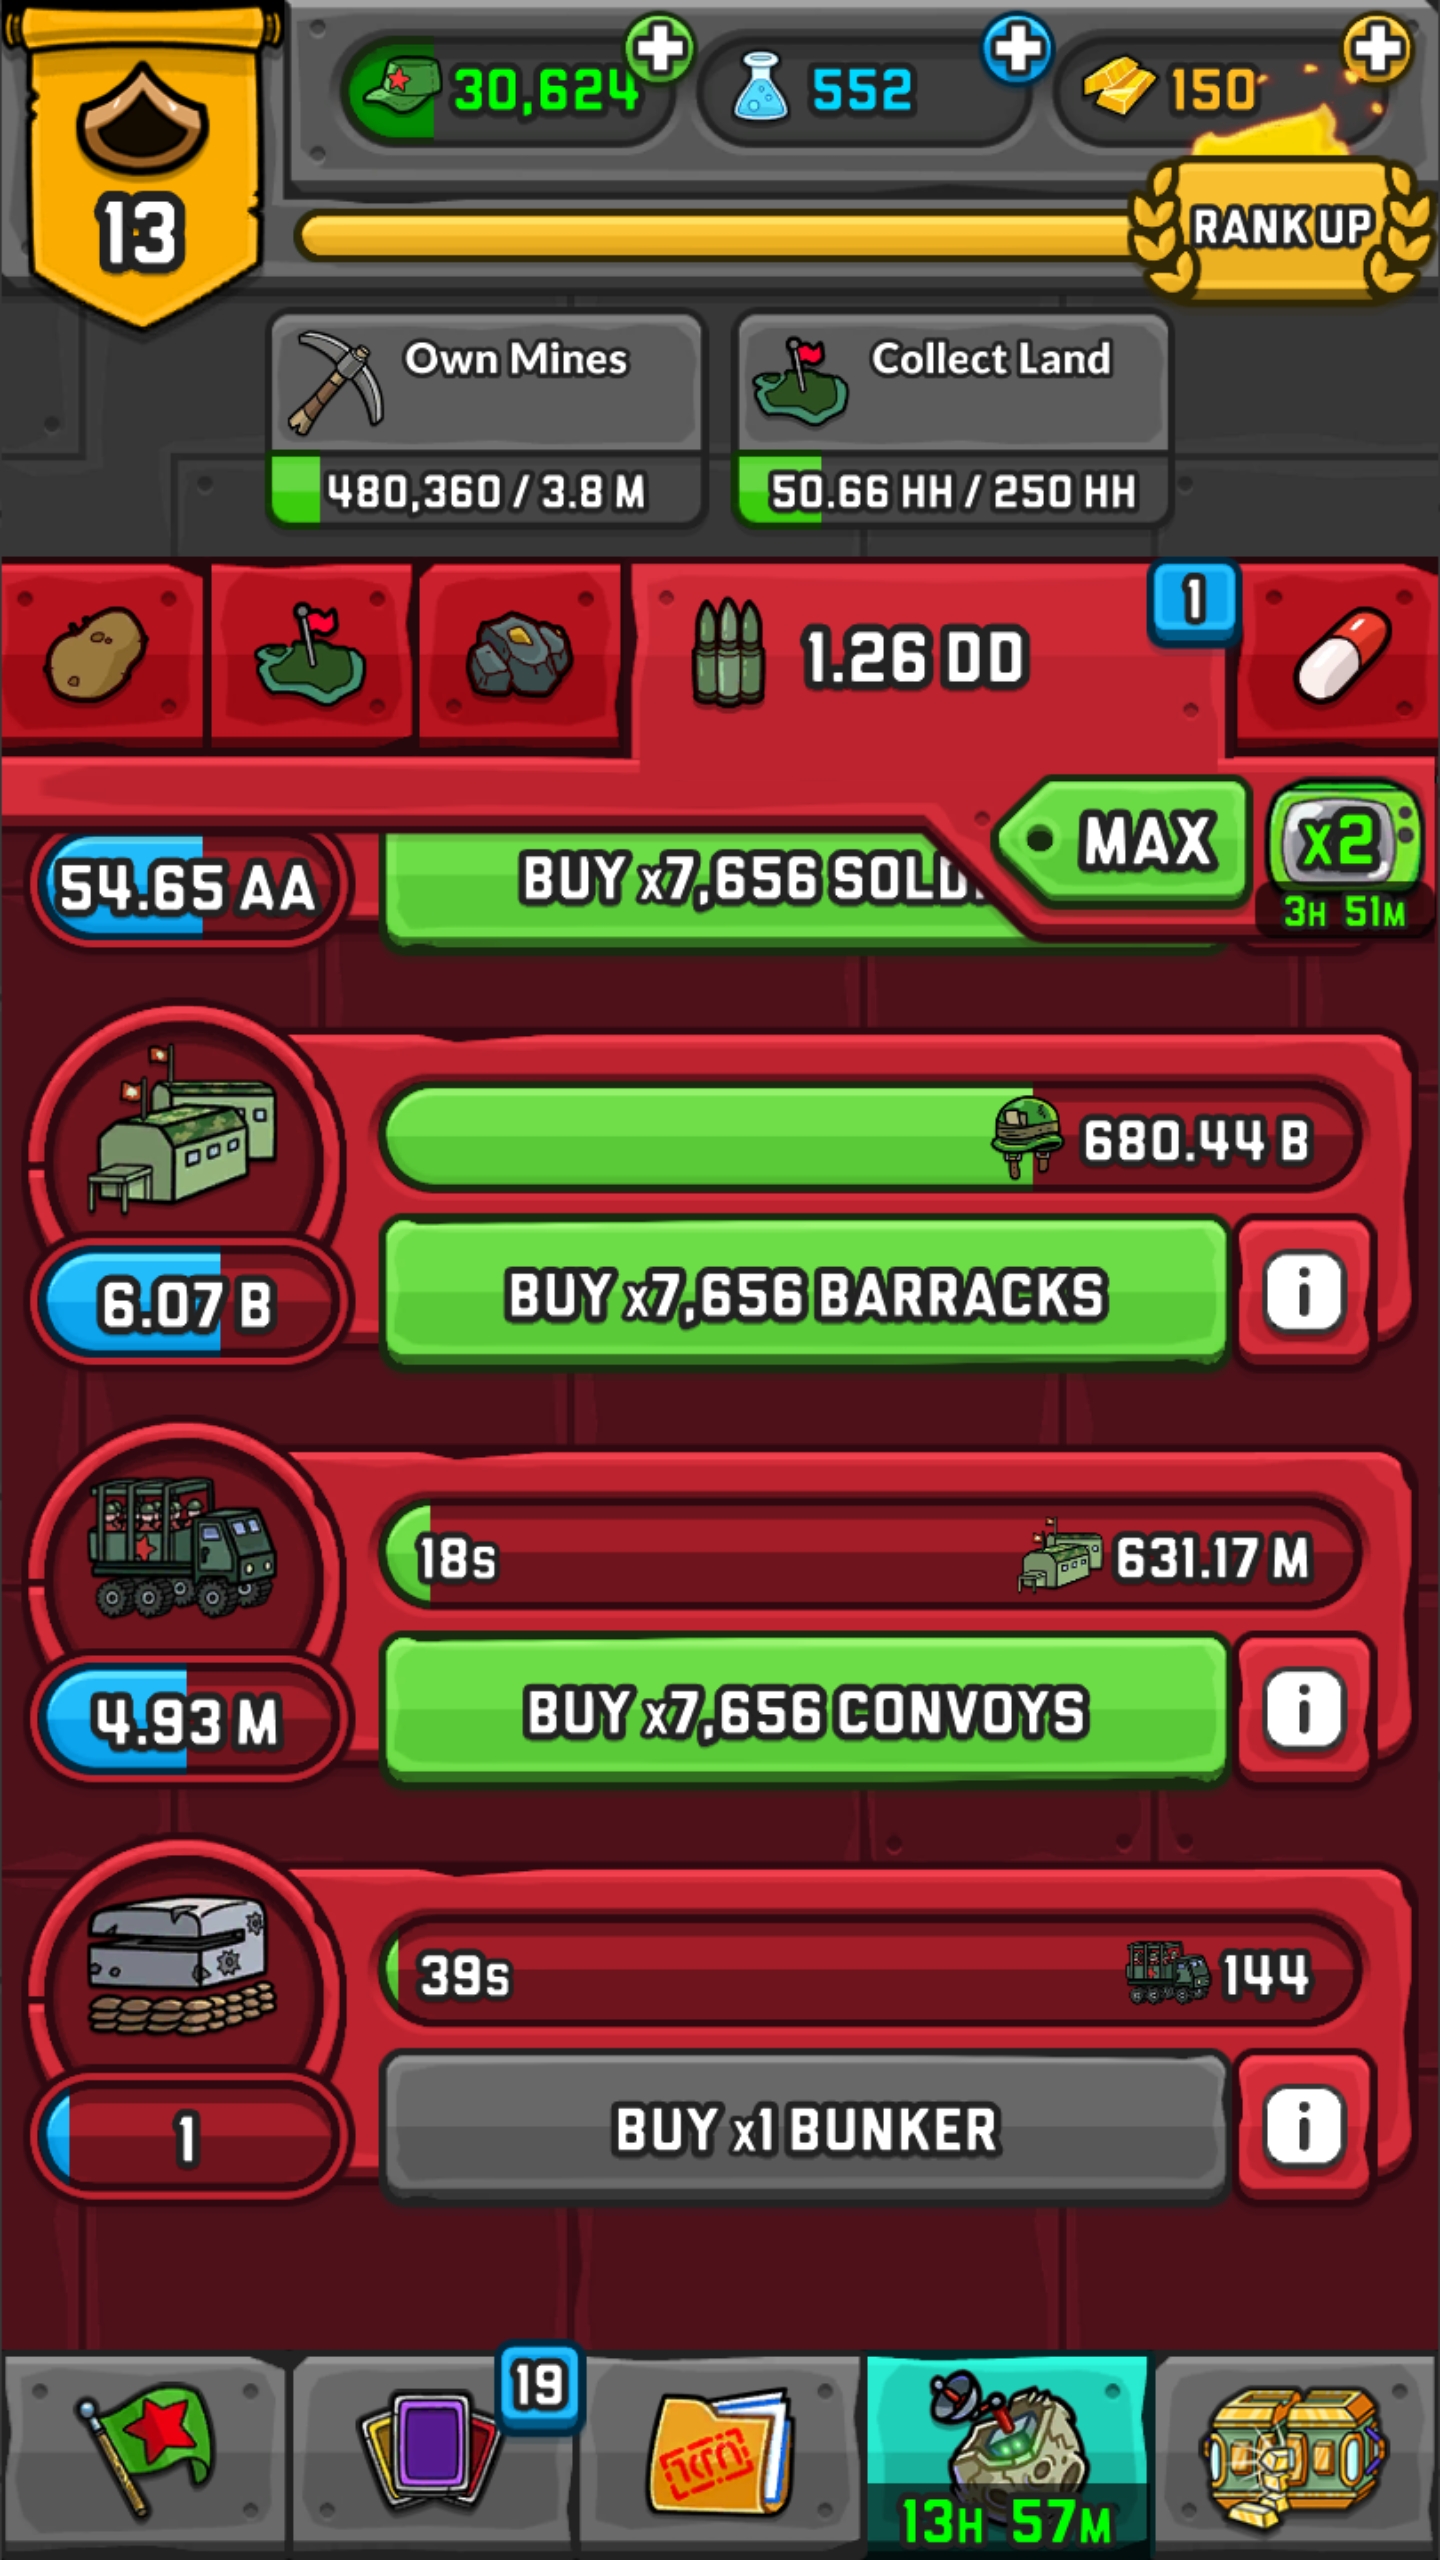 30,624
552
150
13
RANK UP
Own Mines
Collect Land
480,360 / 3.8 M
50.66 HH / 250 HH
1.26 DD
1
MAX
x2
3H 51M
54.65 AA
BUY x7,656 SOLD
680.44 B
6.07 B
BUY x7,656 BARRACKS
i
18s
631.17 M
4.93 M
BUY x7,656 CONVOYS
i
39s
144
1
BUY x1 BUNKER
i
19
13H 57M